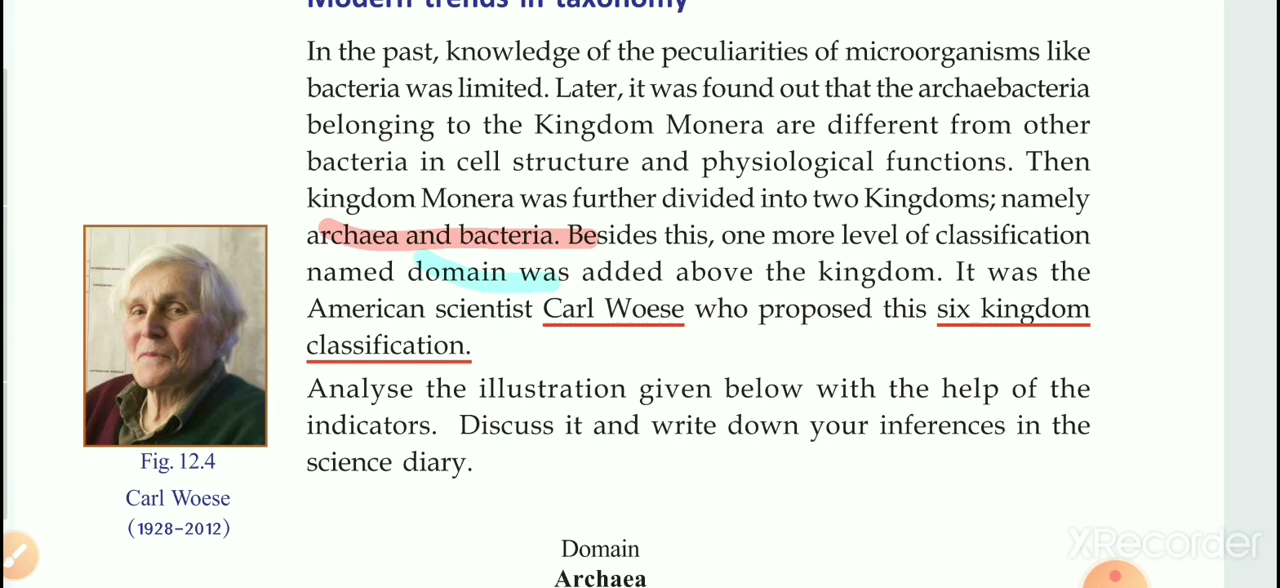 Modern trends in taxonomy
In the past, knowledge of the peculiarities of microorganisms like
bacteria was limited. Later, it was found out that the archaebacteria
belonging to the Kingdom Monera are different from other
bacteria in cell structure and physiological functions. Then
kingdom Monera was further divided into two Kingdoms; namely
archaea and bacteria. Besides this, one more level of classification
named domain was added above the kingdom. It was the
American scientist Carl Woese who proposed this six kingdom
classification.
Analyse the illustration given below with the help of the
indicators. Discuss it and write down your inferences in the
science diary.
Fig. 12.4
Carl Woese
(1928-2012)
Domain
Archaea
XRecorder